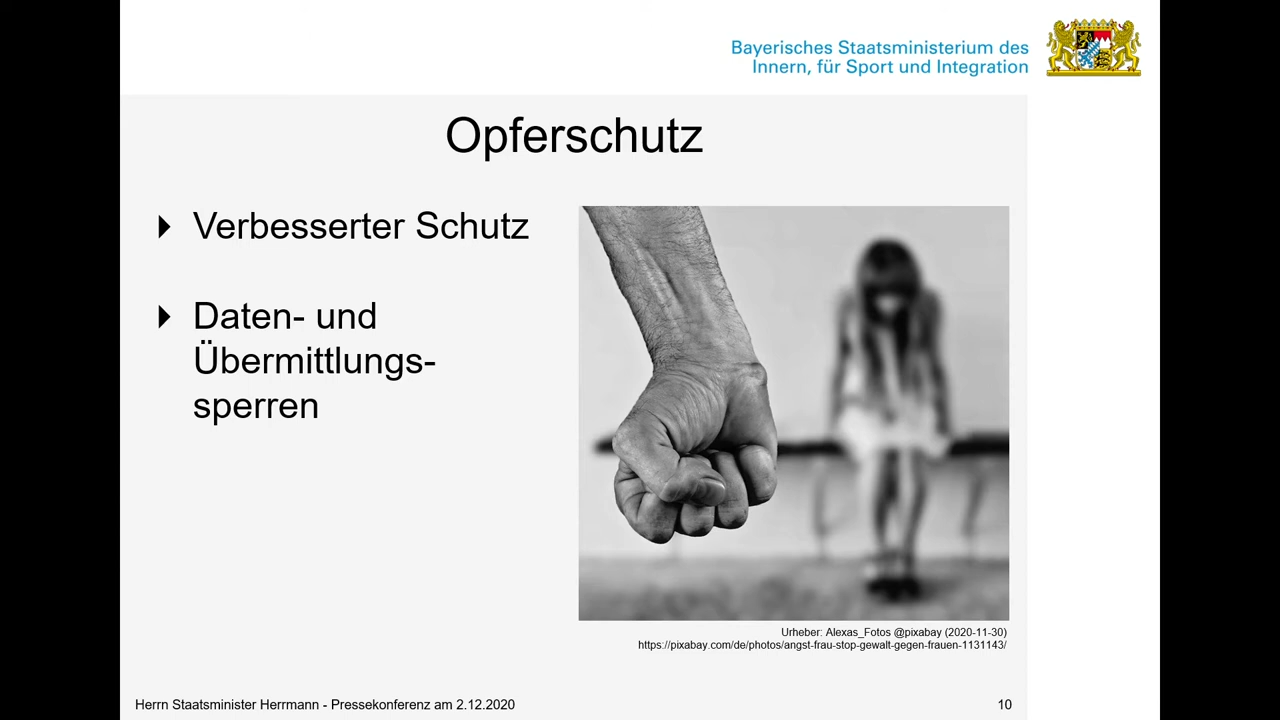 Bayerisches Staatsministerium des
Innern, für Sport und Integration
Opferschutz
Verbesserter Schutz
Daten- und
Übermittlungs-
sperren
Urheber: Alexas_Fotos @pixabay (2020-11-30)
https://pixabay.com/de/photos/angst-frau-stop-gewalt-gegen-frauen-1131143/
Herrn Staatsminister Herrmann - Pressekonferenz am 2.12.2020
10